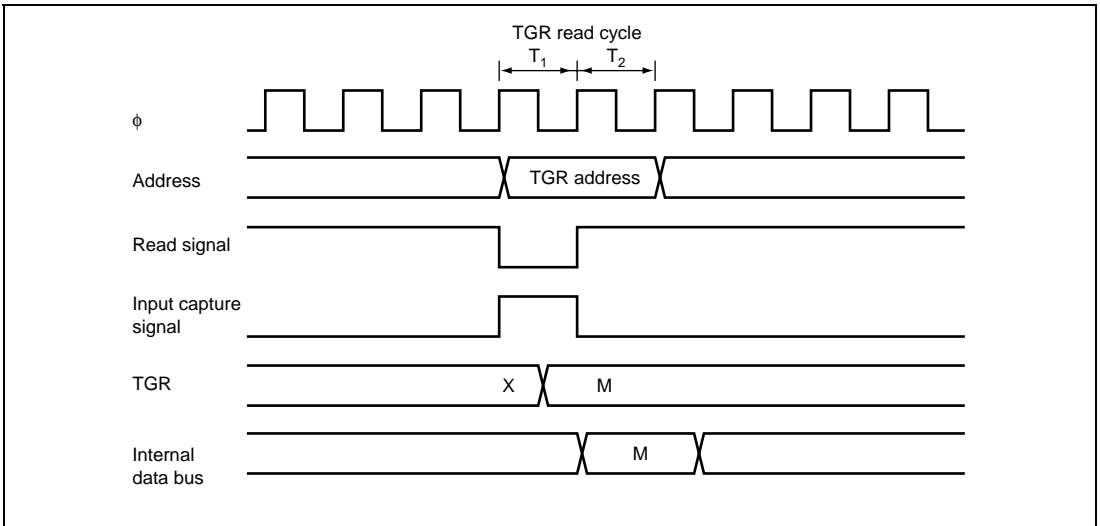 TGR read cycle
T1 T2
ϕ
Address
TGR address
Read signal
Input capture
signal
TGR
X M
Internal
data bus
M